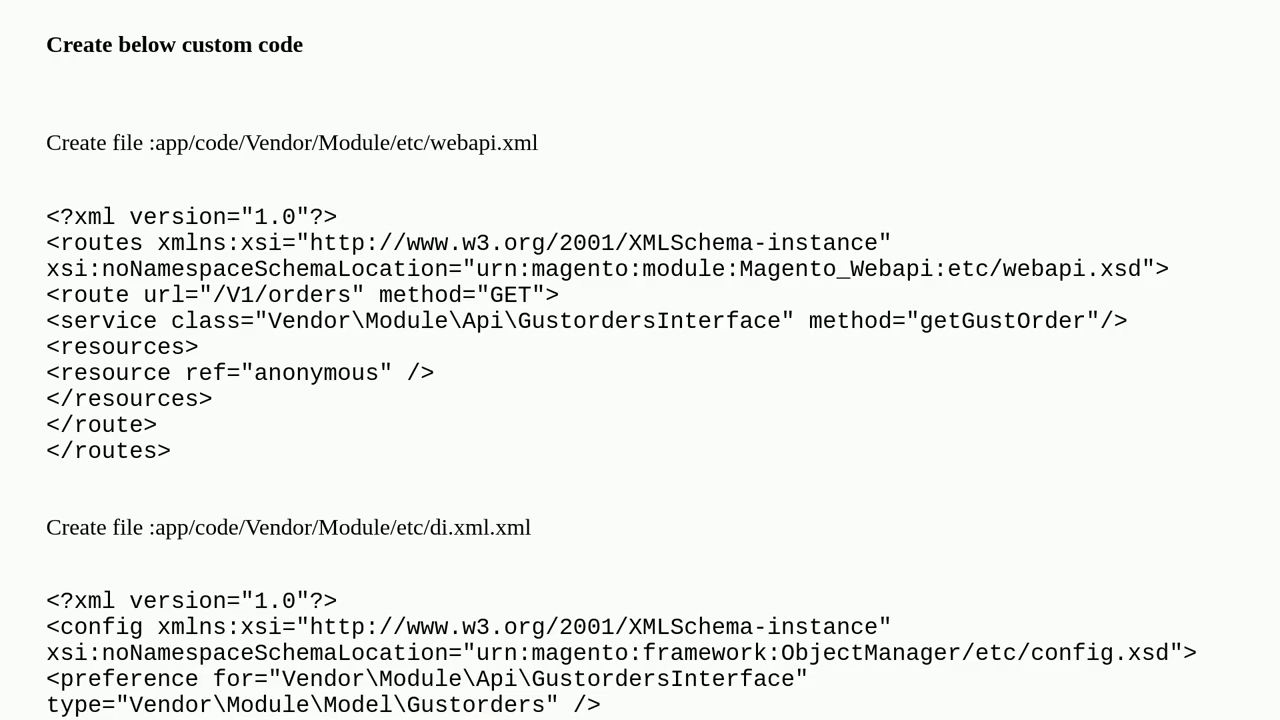 Create below custom code
Create file :app/code/Vendor/Module/etc/webapi.xml
<?xml version="1.0"?>
<routes xmlns:xsi="http://www.w3.org/2001/XMLSchema-instance"
xsi:noNamespaceSchemaLocation="urn:magento:module:Magento_Webapi:etc/webapi.xsd">
<route url="/V1/orders" method="GET">
<service class="Vendor\Module\Api\GustordersInterface" method="getGustOrder"/>
<resources>
<resource ref="anonymous" />
</resources>
</route>
</routes>
Create file :app/code/Vendor/Module/etc/di.xml.xml
<?xml version="1.0"?>
<config xmlns:xsi="http://www.w3.org/2001/XMLSchema-instance"
xsi:noNamespaceSchemaLocation="urn:magento:framework:ObjectManager/etc/config.xsd">
<preference for="Vendor\Module\Api\GustordersInterface"
type="Vendor\Module\Model\Gustorders" />